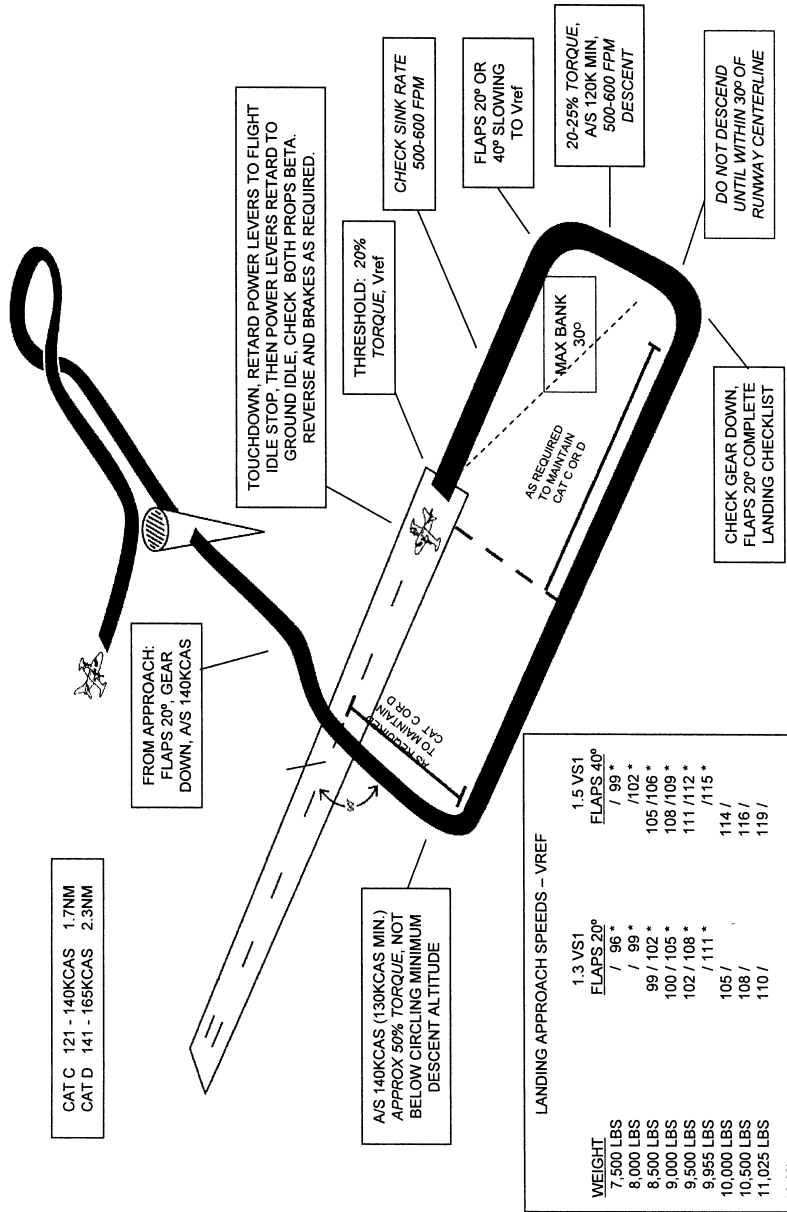 CAT C 121 - 140KCAS 1.7NM
CAT D 141 - 165KCAS 2.3NM
FROM APPROACH:
FLAPS 20º, GEAR
DOWN, A/S 140KCAS
TOUCHDOWN, RETARD POWER LEVERS TO FLIGHT
IDLE STOP, THEN POWER LEVERS RETARD TO
GROUND IDLE, CHECK BOTH PROPS BETA.
REVERSE AND BRAKES AS REQUIRED.
THRESHOLD: 20%
TORQUE, Vref
CHECK SINK RATE
500-600 FPM
FLAPS 20º OR
40º SLOWING
TO Vref
20-25% TORQUE,
A/S 120K MIN,
500-600 FPM
DESCENT
DO NOT DESCEND
UNTIL WITHIN 30º OF
RUNWAY CENTERLINE
MAX BANK
30º
AS REQUIRED
TO MAINTAIN
CAT C OR D
CHECK GEAR DOWN,
FLAPS 20º COMPLETE
LANDING CHECKLIST
AS REQUIRED
TO MAINTAIN
CAT C OR D
A/S 140KCAS (130KCAS MIN.)
APPROX 50% TORQUE, NOT
BELOW CIRCLING MINIMUM
DESCENT ALTITUDE
LANDING APPROACH SPEEDS – VREF
1.3 VS1 1.5 VS1
WEIGHT FLAPS 20º FLAPS 40º
7,500 LBS / 96 * / 99 *
8,000 LBS / 99 * /102 *
8,500 LBS 99 / 102 * 105 /106 *
9,000 LBS 100 / 105 * 108 /109 *
9,500 LBS 102 / 108 * 111 /112 *
9,955 LBS / 111 * /115 *
10,000 LBS 105 / 114 /
10,500 LBS 108 / 116 /
11,025 LBS 110 / 119 /